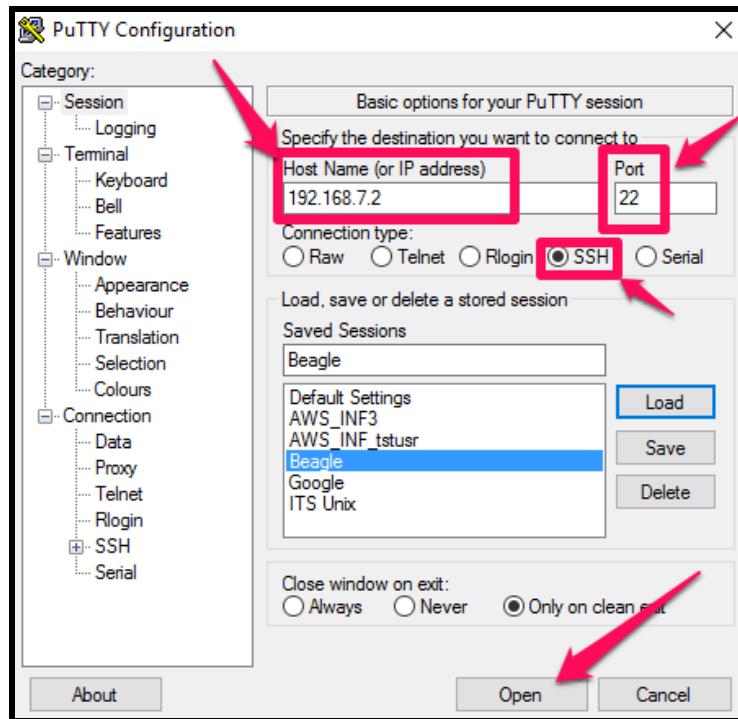 PuTTY Configuration
Category:
Session
Logging
Terminal
Keyboard
Bell
Features
Window
Appearance
Behaviour
Translation
Selection
Colours
Connection
Data
Proxy
Telnet
Rlogin
SSH
Serial
Basic options for your PuTTY session
Specify the destination you want to connect to
Host Name (or IP address) Port
192.168.7.2 22
Connection type:
Raw Telnet Rlogin SSH Serial
Load, save or delete a stored session
Saved Sessions
Beagle
Default Settings
AWS_INF3
AWS_INF_tstusr
Beagle
Google
ITS Unix
Load
Save
Delete
Close window on exit:
Always Never Only on clean exit
About Open Cancel